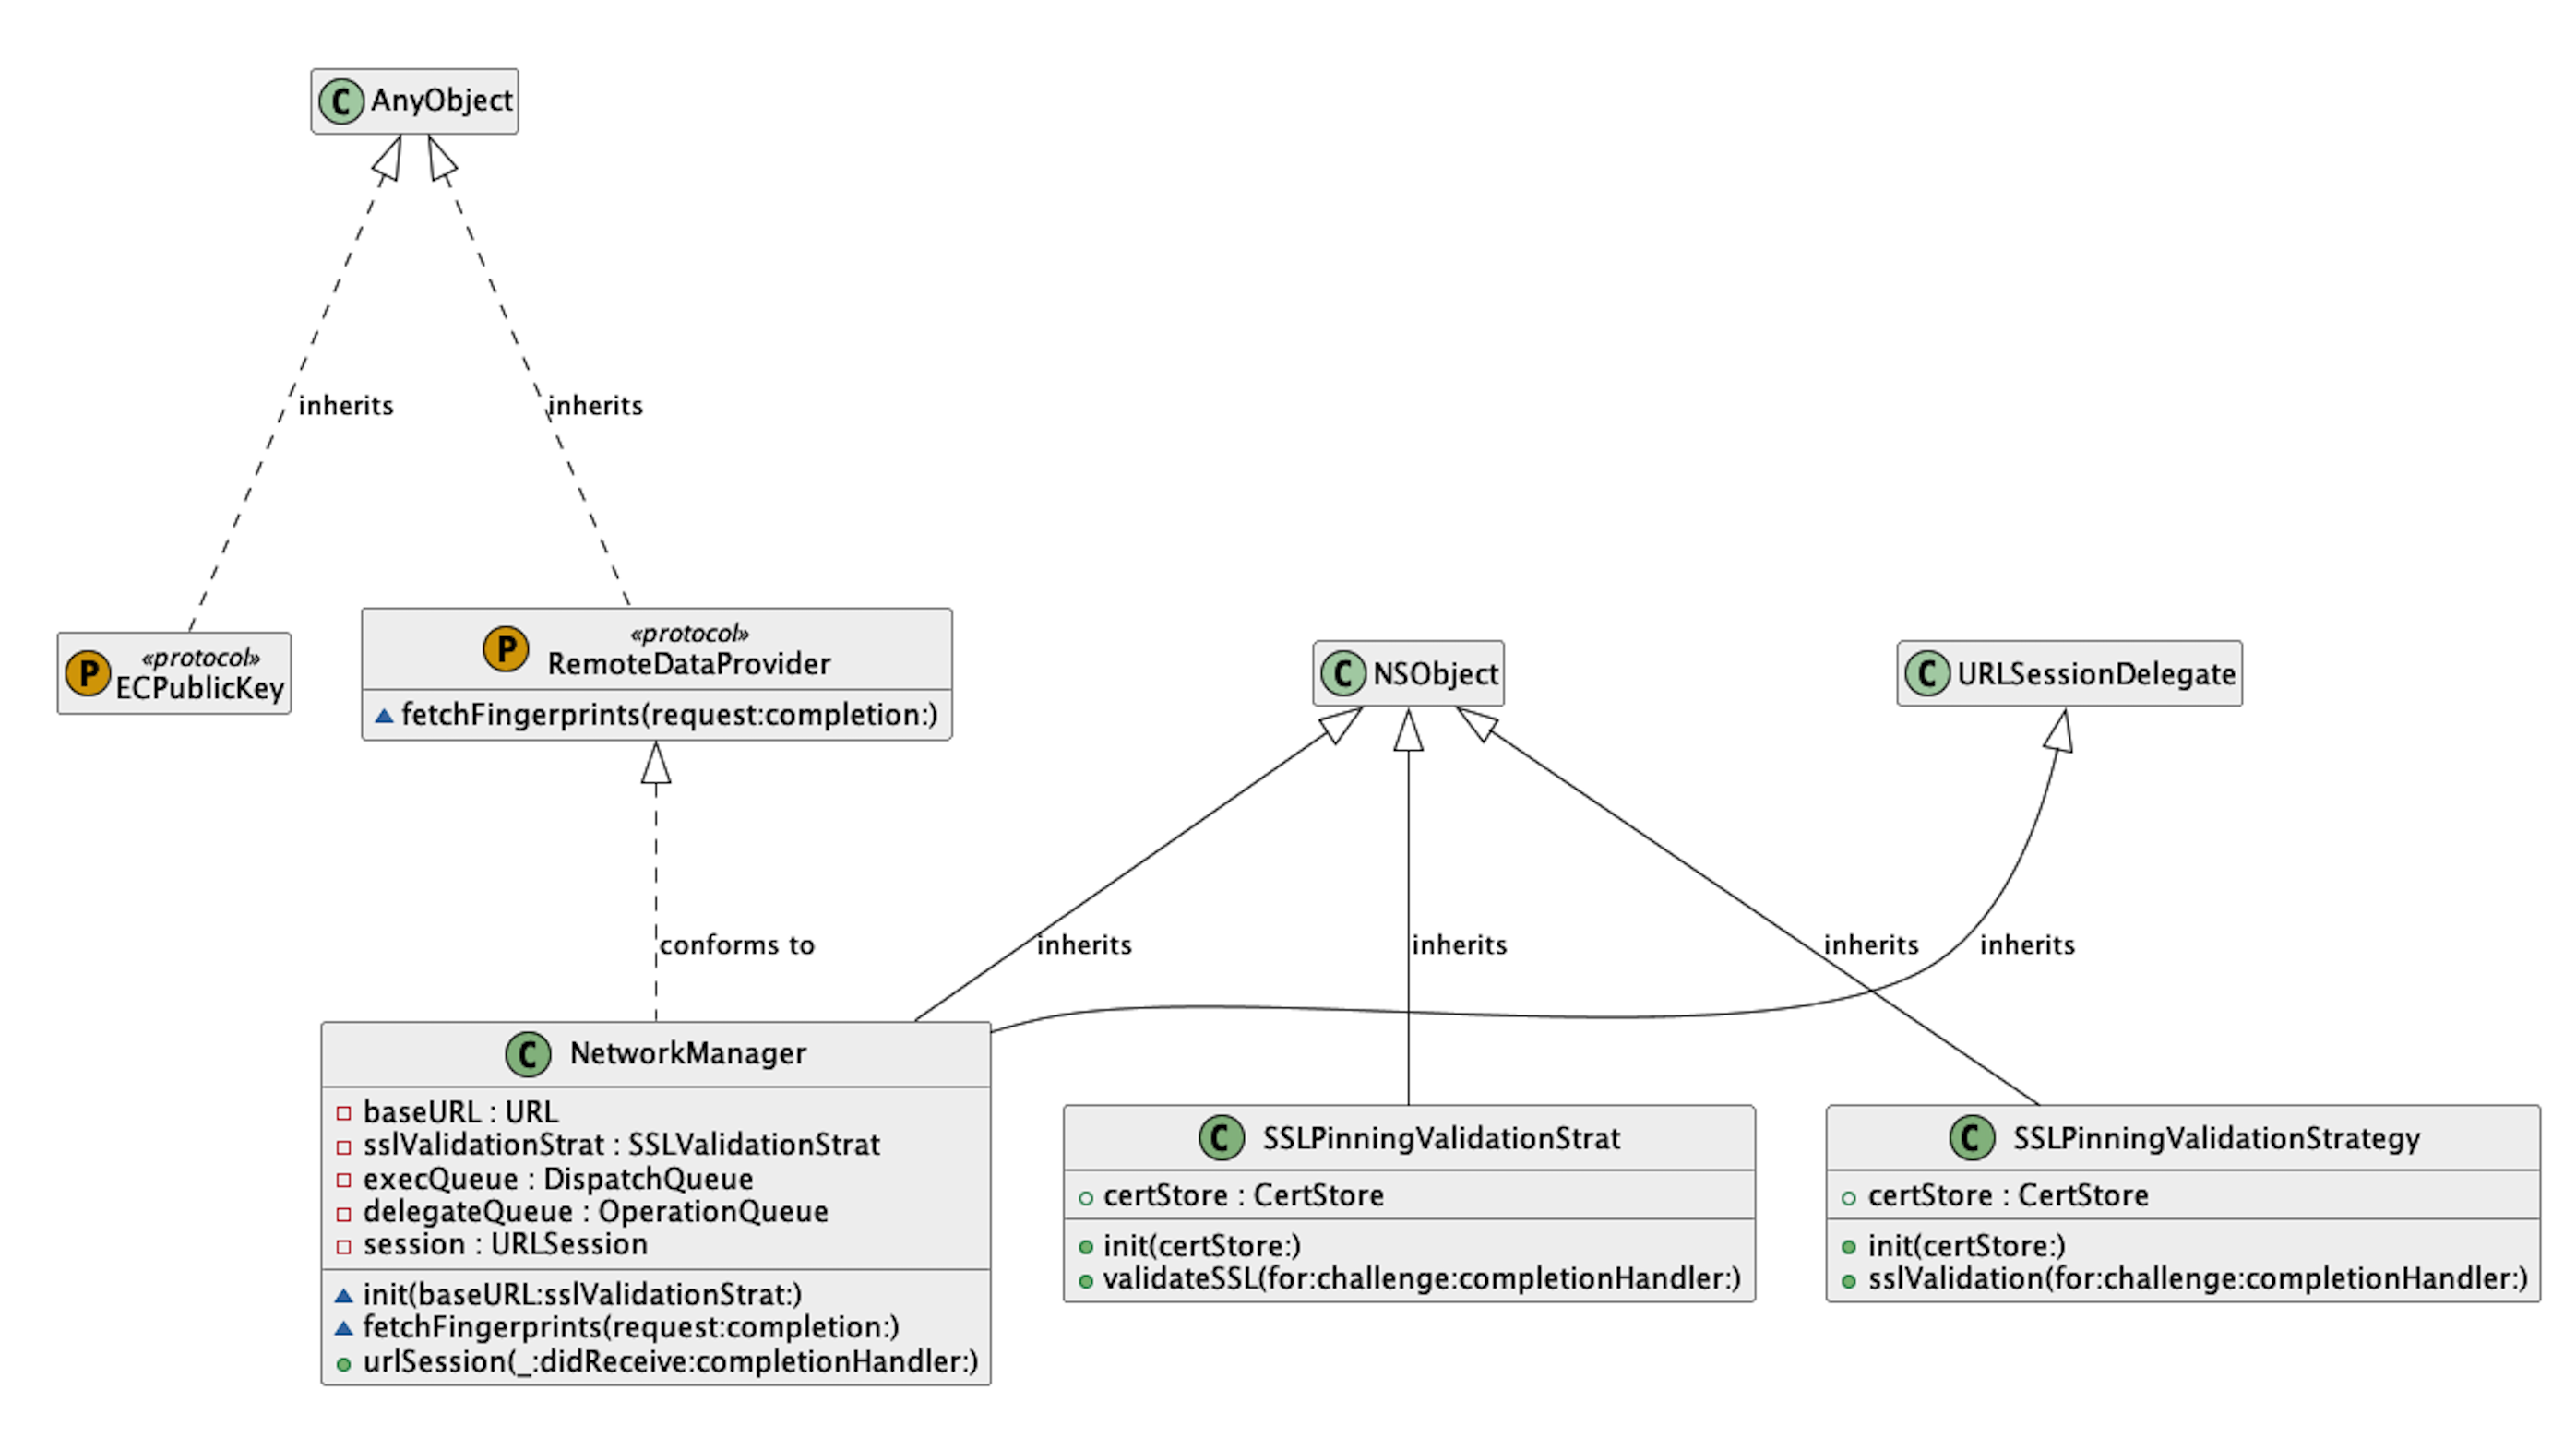 C AnyObject
inherits
inherits
P «protocol»
ECPublicKey
P «protocol»
RemoteDataProvider
fetchFingerprints(request:completion:)
C NSObject
C URLSessionDelegate
conforms to
inherits
inherits
inherits
inherits
C NetworkManager
baseURL : URL
sslValidationStrat : SSLValidationStrat
execQueue : DispatchQueue
delegateQueue : OperationQueue
session : URLSession
init(baseURL:sslValidationStrat:)
fetchFingerprints(request:completion:)
urlSession(_:didReceive:completionHandler:)
C SSLPinningValidationStrat
certStore : CertStore
init(certStore:)
validateSSL(for:challenge:completionHandler:)
C SSLPinningValidationStrategy
certStore : CertStore
init(certStore:)
sslValidation(for:challenge:completionHandler:)